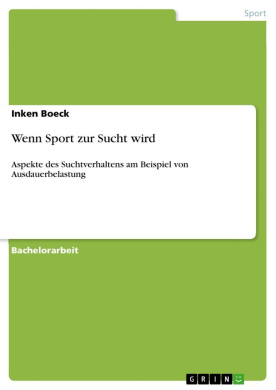 Sport
Inken Boeck
Wenn Sport zur Sucht wird
Aspekte des Suchtverhaltens am Beispiel von
Ausdauerbelastung
Bachelorarbeit
GRIN